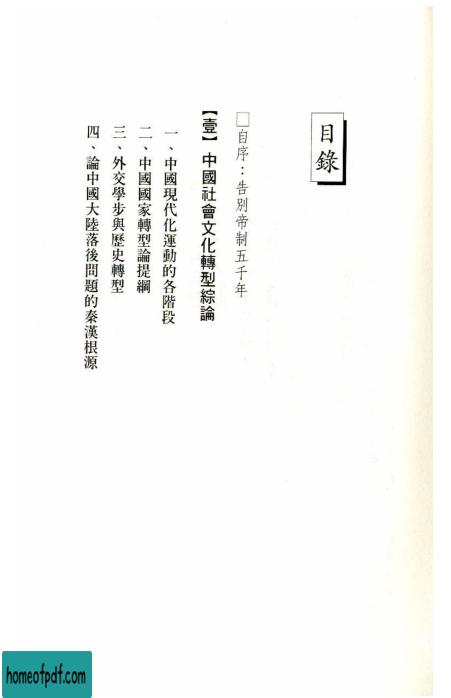 目錄
□自序：告別帝制五千年
【壹】中國社會文化轉型綜論
一、中國現代化運動的各階段
二、中國國家轉型論提綱
三、外交學步與歷史轉型
四、論中國大陸落後問題的秦漢根源
homeofpdf.com